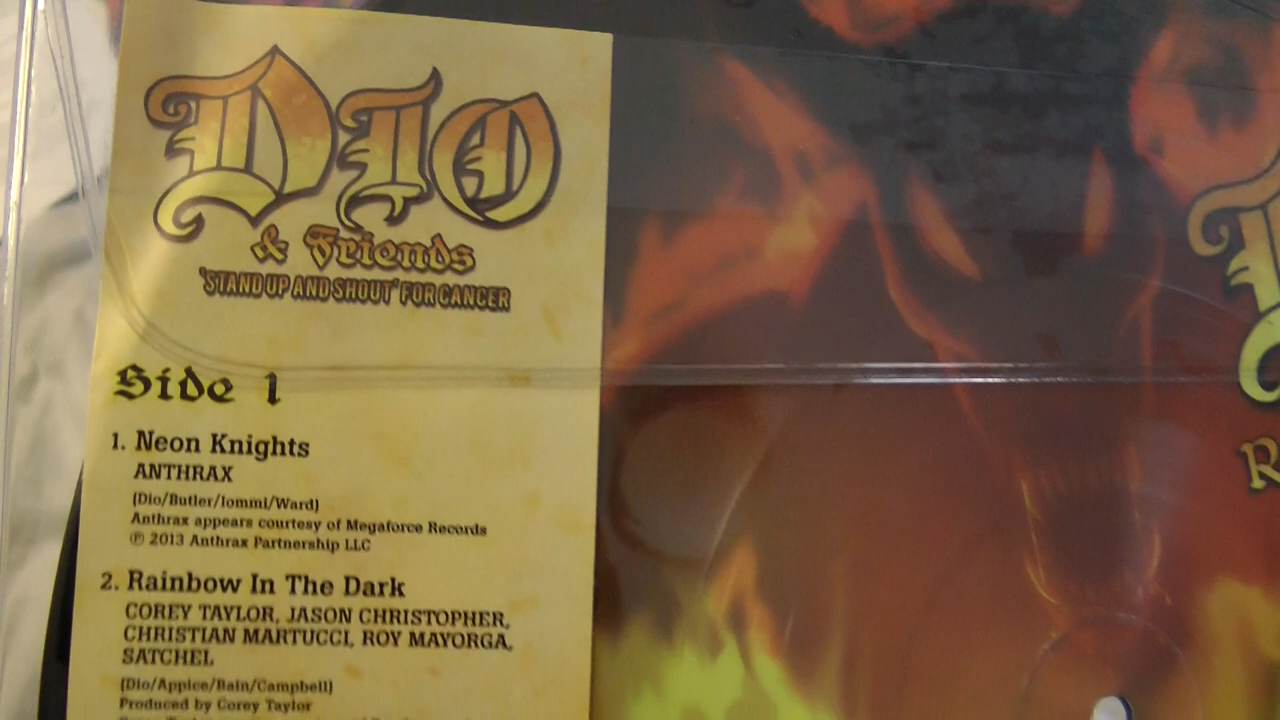 DIO
& Friends
'STAND UP AND SHOUT' FOR CANCER
Side 1
1. Neon Knights
ANTHRAX
(Dio/Butler/Iommi/Ward)
Anthrax appears courtesy of Megaforce Records
℗ 2013 Anthrax Partnership LLC
2. Rainbow In The Dark
COREY TAYLOR, JASON CHRISTOPHER,
CHRISTIAN MARTUCCI, ROY MAYORGA,
SATCHEL
(Dio/Appice/Bain/Campbell)
Produced by Corey Taylor